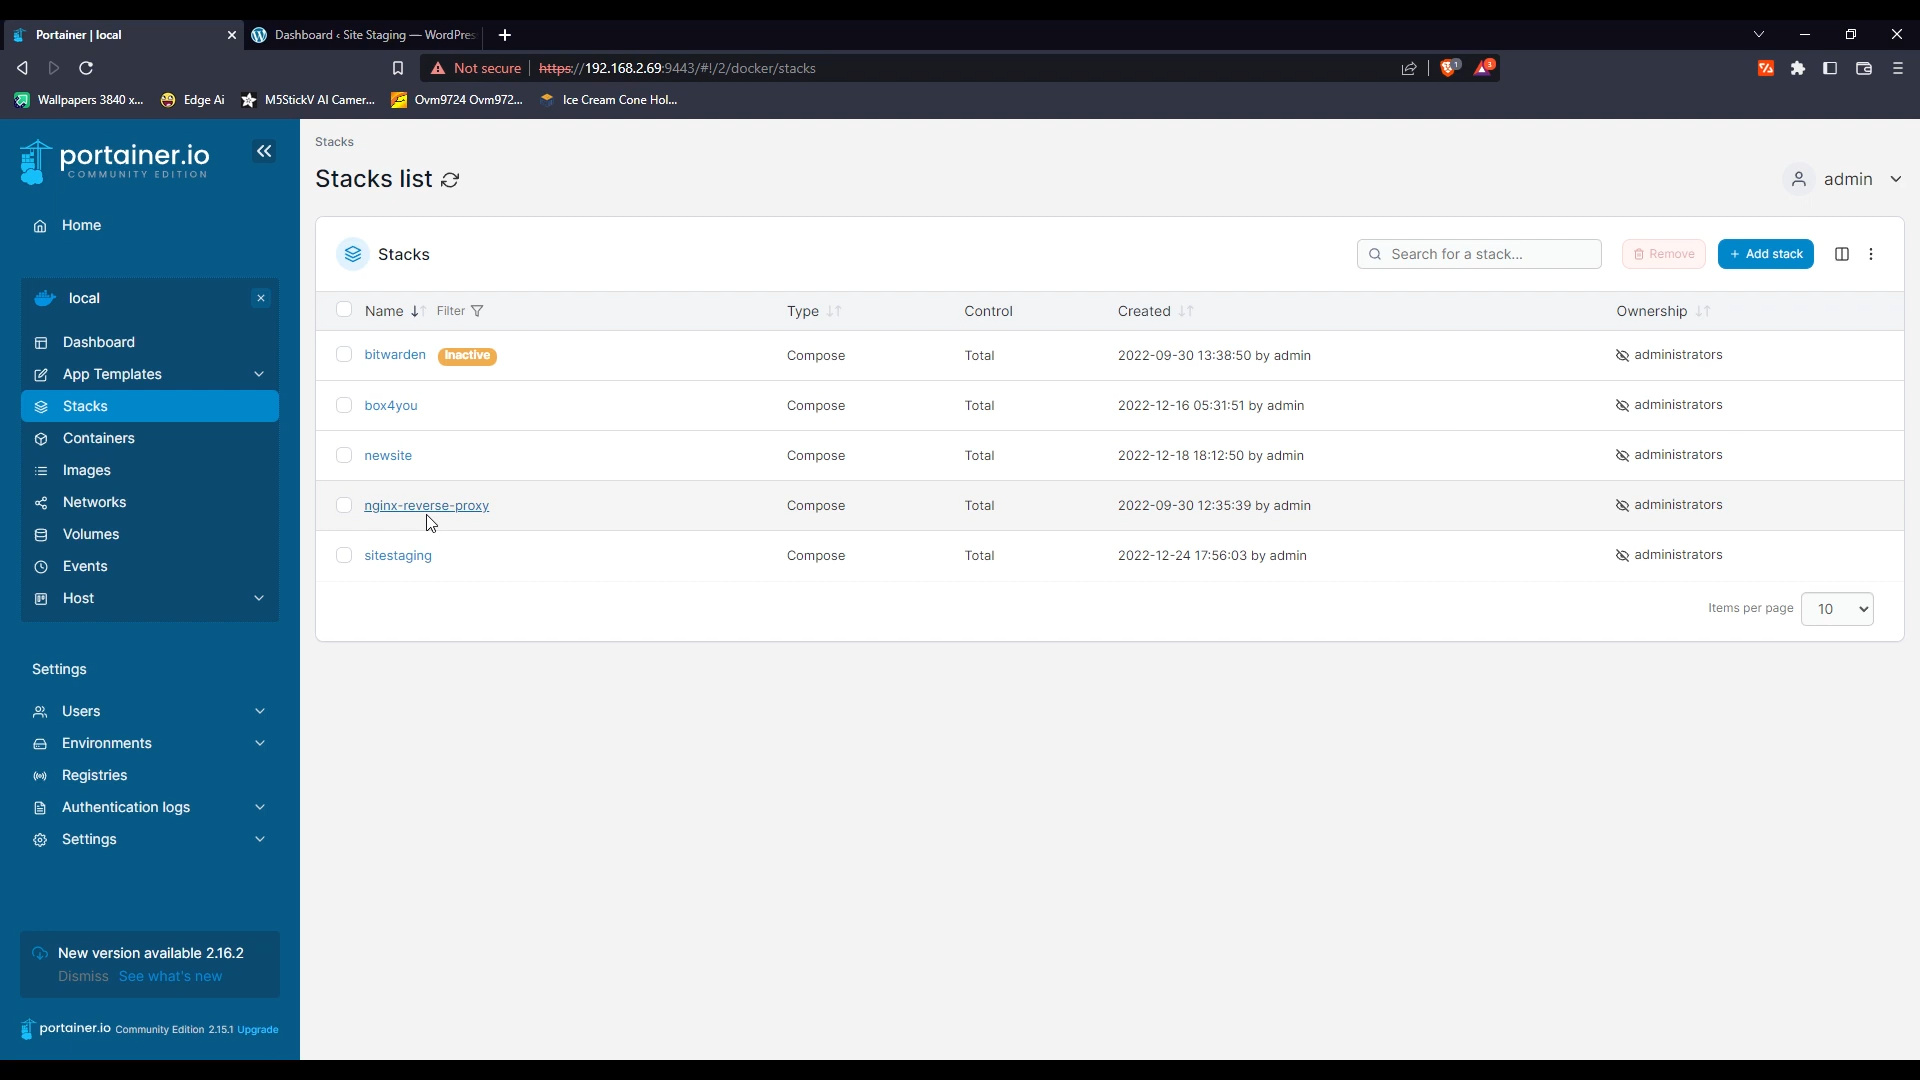 Portainer | local
Dashboard ‹ Site Staging — WordPres
Not secure https://192.168.2.69:9443/#!/2/docker/stacks
1
3
Wallpapers 3840 x... Edge Ai M5StickV AI Camer... Ovm9724 Ovm972... Ice Cream Cone Hol...
portainer.io
COMMUNITY EDITION
Home
local
Dashboard
App Templates
Stacks
Containers
Images
Networks
Volumes
Events
Host
Settings
Users
Environments
Registries
Authentication logs
Settings
New version available 2.16.2
Dismiss See what's new
portainer.io Community Edition 2.15.1 Upgrade
Stacks
Stacks list
admin
Stacks
Search for a stack...
Remove
+ Add stack
Name Filter Type Control Created Ownership
bitwarden Inactive Compose Total 2022-09-30 13:38:50 by admin administrators
box4you Compose Total 2022-12-16 05:31:51 by admin administrators
newsite Compose Total 2022-12-18 18:12:50 by admin administrators
nginx-reverse-proxy Compose Total 2022-09-30 12:35:39 by admin administrators
sitestaging Compose Total 2022-12-24 17:56:03 by admin administrators
Items per page 10